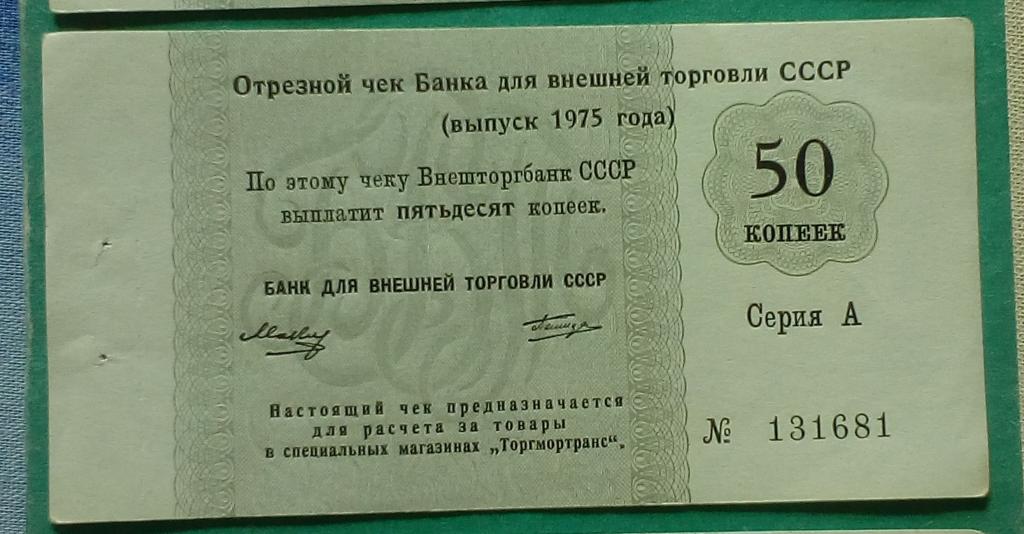 Отрезной чек Банка для внешней торговли СССР
(выпуск 1975 года)
По этому чеку Внешторгбанк СССР
выплатит пятьдесят копеек.
50
КОПЕЕК
БАНК ДЛЯ ВНЕШНЕЙ ТОРГОВЛИ СССР
Серия А
Настоящий чек предназначается
для расчета за товары
в специальных магазинах „Торгмортранс“.
№ 131681